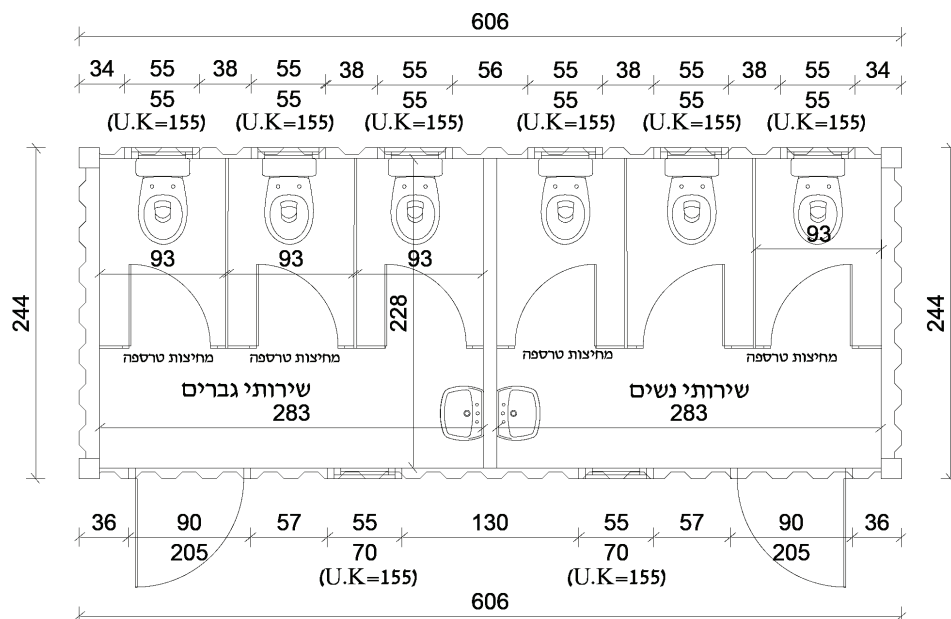 606
34 55 38 55 38 55 56 55 38 55 38 55 34
55 55 55 55 55 55
(U.K=155) (U.K=155) (U.K=155) (U.K=155) (U.K=155) (U.K=155)
93
93 93 93
244 228 244
מחיצות טרספה מחיצות טרספה מחיצות טרספה מחיצות טרספה
שירותי גברים שירותי נשים
283 283
36 90 57 55 130 55 57 90 36
205 70 70 205
(U.K=155) (U.K=155)
606